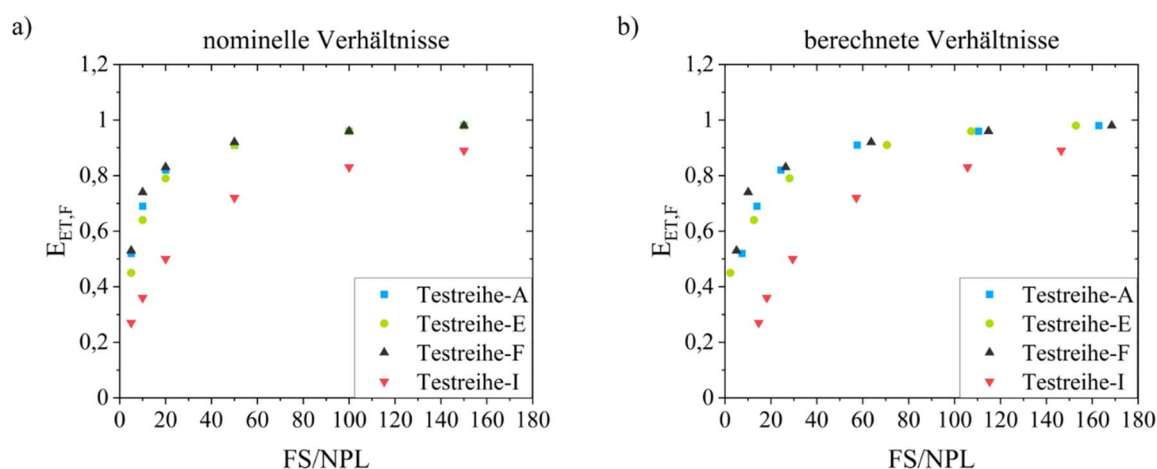 a)
nominelle Verhältnisse
1,2
1
0,8
0,6
0,4
0,2
0
E_ET,F
0 20 40 60 80 100 120 140 160 180
FS/NPL
Testreihe-A
Testreihe-E
Testreihe-F
Testreihe-I
b)
berechnete Verhältnisse
1,2
1
0,8
0,6
0,4
0,2
0
E_ET,F
0 20 40 60 80 100 120 140 160 180
FS/NPL
Testreihe-A
Testreihe-E
Testreihe-F
Testreihe-I